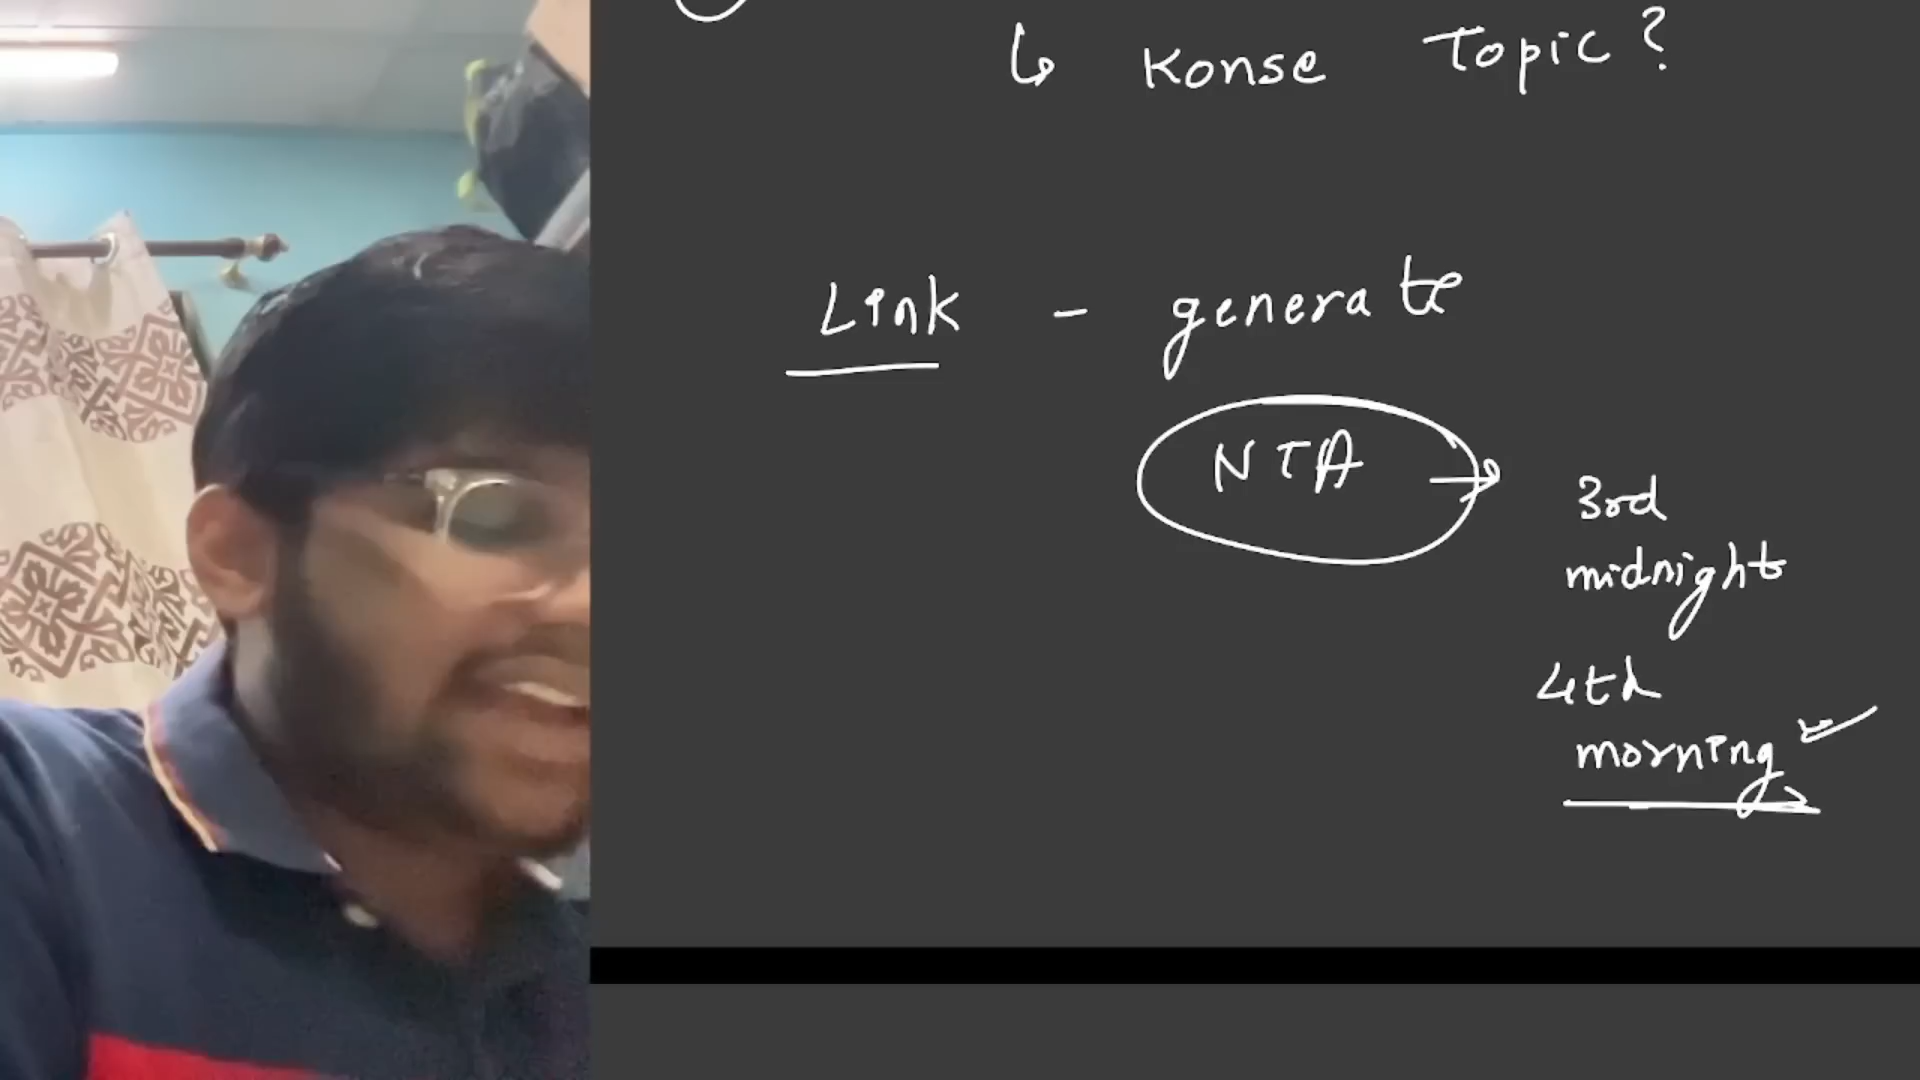 ↳ Konse Topic?
Link - generate
NTA →
3rd
midnight
4th
morning